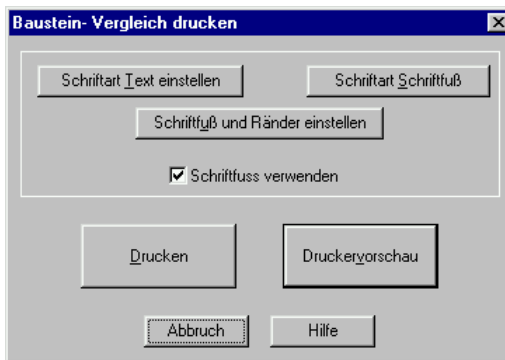 Baustein- Vergleich drucken
Schriftart Text einstellen
Schriftart Schriftfuß
Schriftfuß und Ränder einstellen
Schriftfuss verwenden
Drucken
Druckervorschau
Abbruch
Hilfe